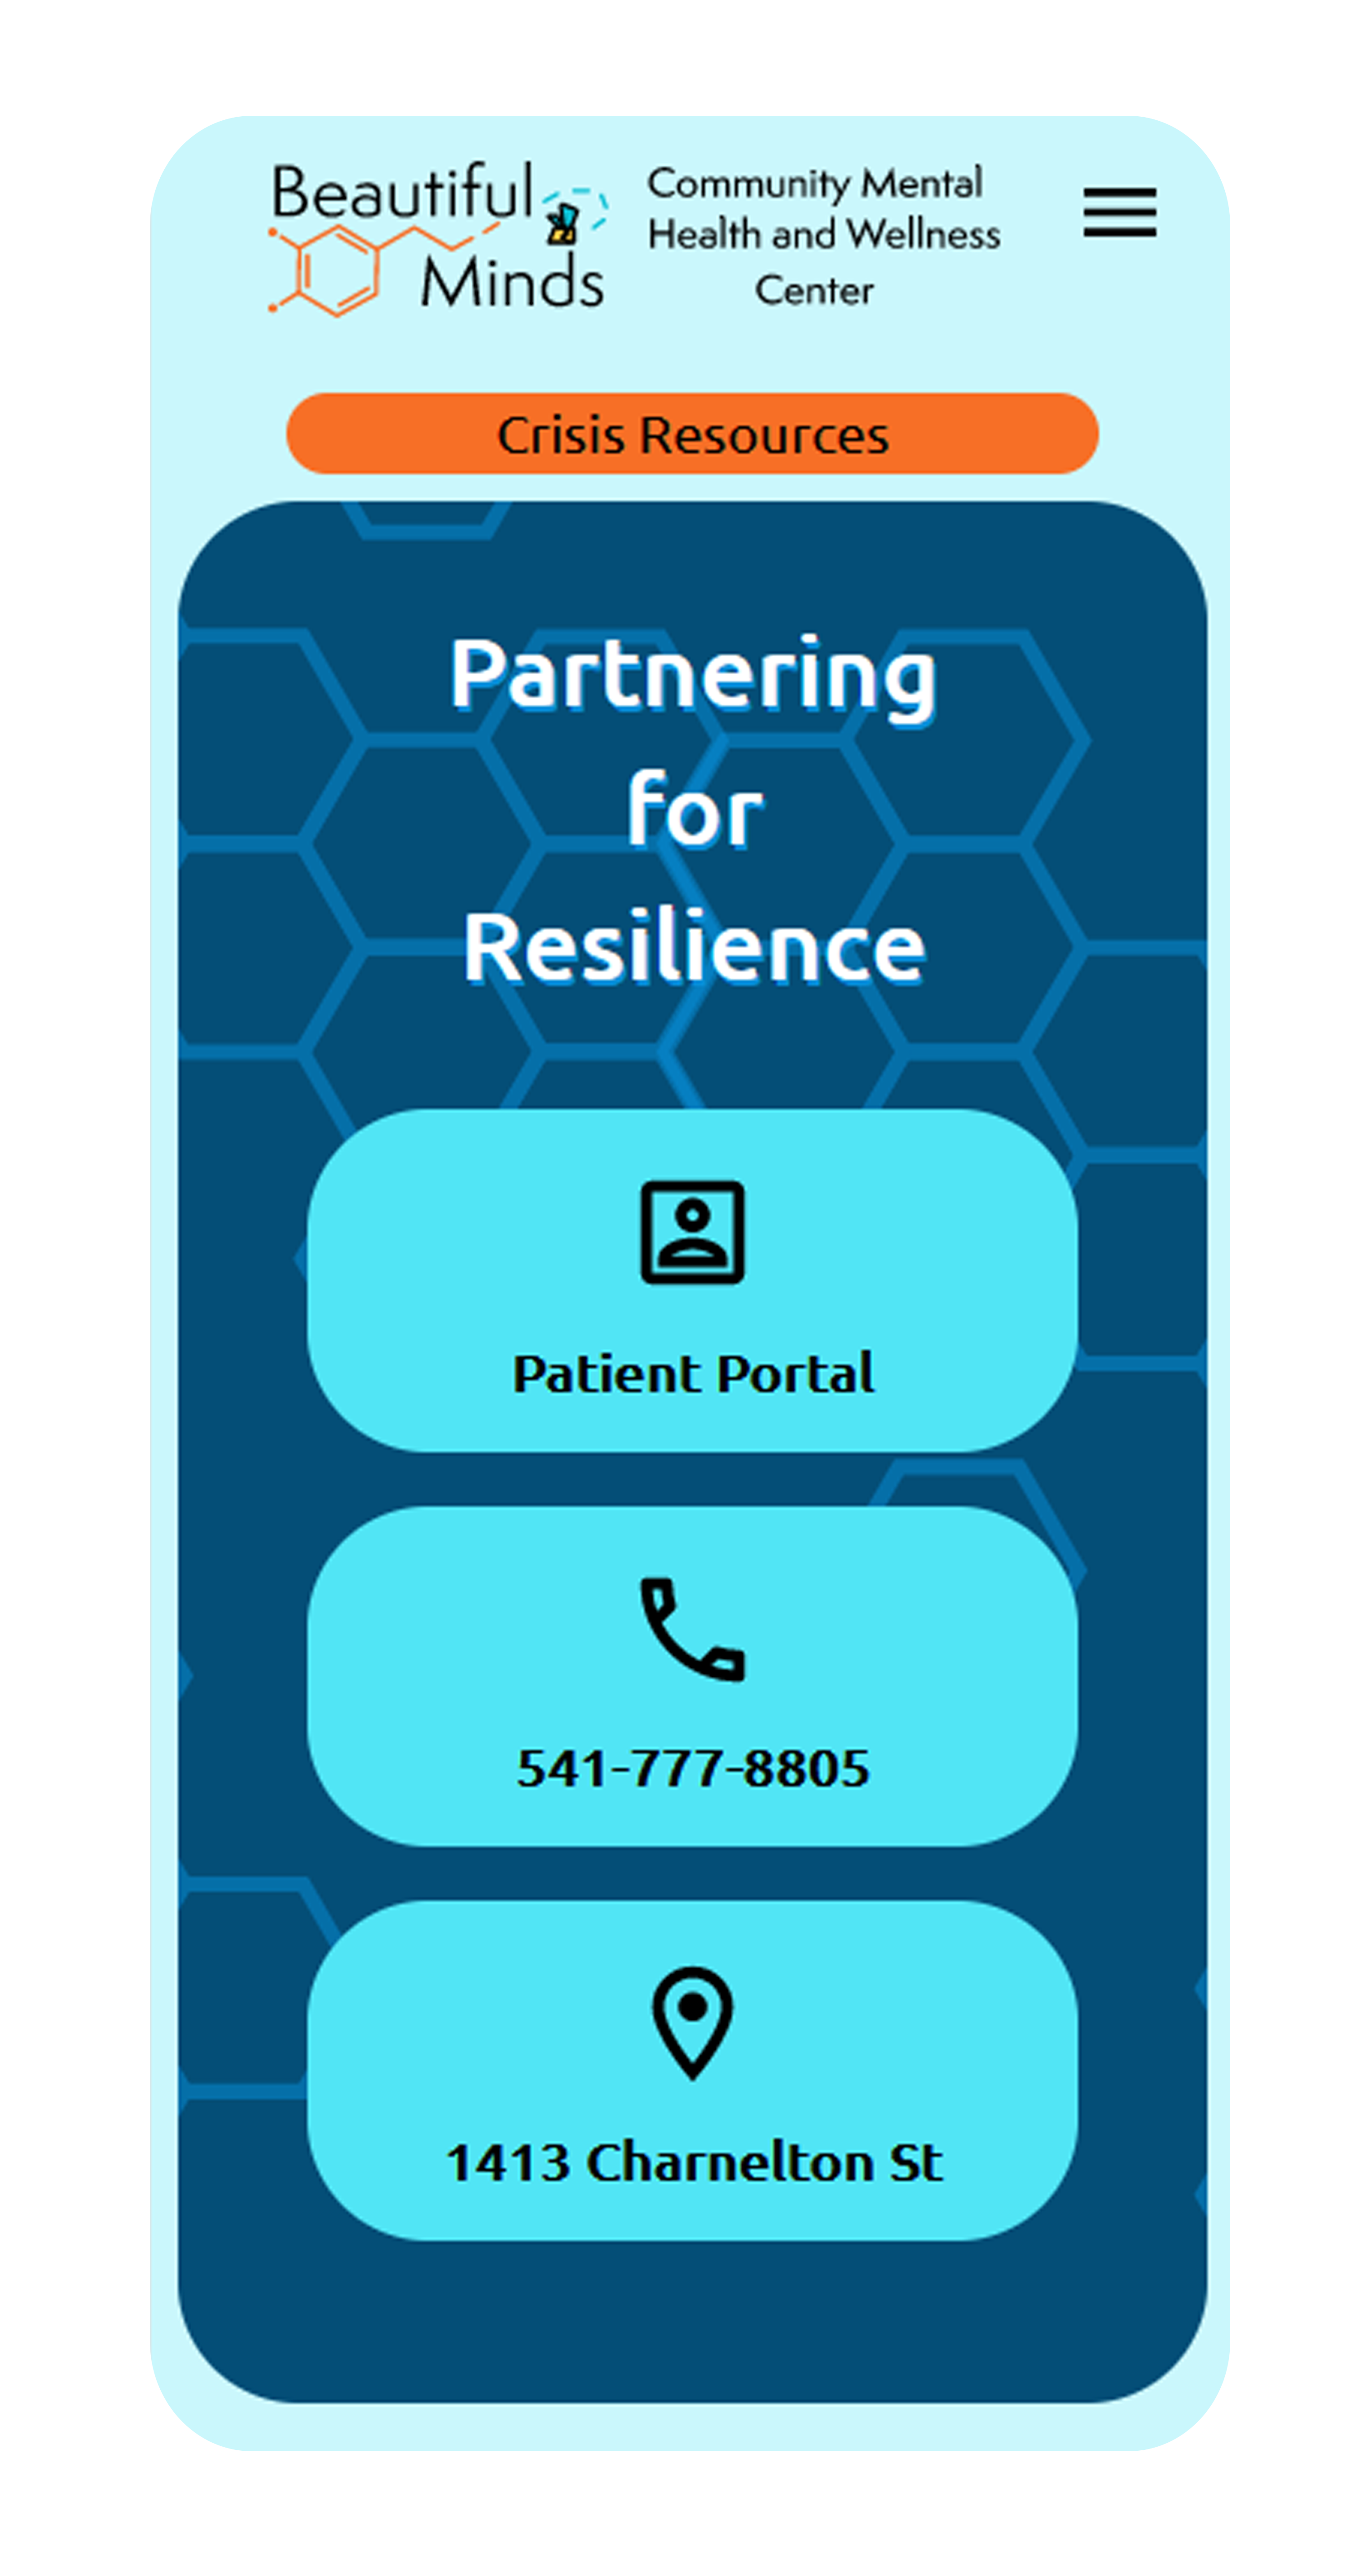 Beautiful
Minds
Community Mental
Health and Wellness
Center
Crisis Resources
Partnering
for
Resilience
Patient Portal
541-777-8805
1413 Charnelton St